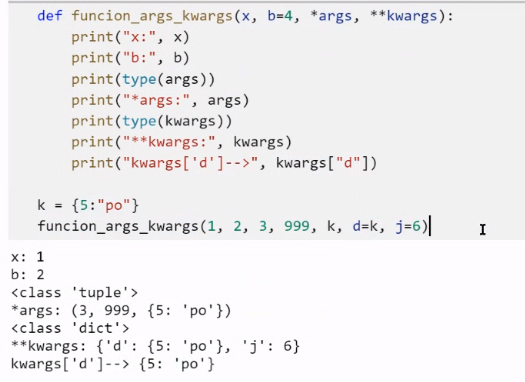 def funcion_args_kwargs(x, b=4, *args, **kwargs):
    print("x:", x)
    print("b:", b)
    print(type(args))
    print("*args:", args)
    print(type(kwargs))
    print("**kwargs:", kwargs)
    print("kwargs['d']-->", kwargs["d"])
k = {5:"po"}
funcion_args_kwargs(1, 2, 3, 999, k, d=k, j=6)
x: 1
b: 2
<class 'tuple'>
*args: (3, 999, {5: 'po'})
<class 'dict'>
**kwargs: {'d': {5: 'po'}, 'j': 6}
kwargs['d']--> {5: 'po'}